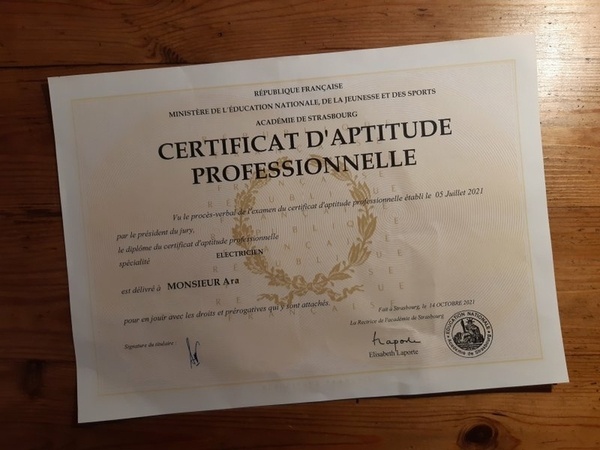 RÉPUBLIQUE FRANÇAISE
MINISTÈRE DE L'ÉDUCATION NATIONALE, DE LA JEUNESSE ET DES SPORTS
ACADÉMIE DE STRASBOURG
CERTIFICAT D'APTITUDE
PROFESSIONNELLE
Vu le procès-verbal de l'examen du certificat d'aptitude professionnelle établi le 05 Juillet 2021
par le président du jury,
le diplôme du certificat d'aptitude professionnelle
spécialité ELECTRICIEN
est délivré à MONSIEUR Ara
pour en jouir avec les droits et prérogatives qui y sont attachés.
Fait à Strasbourg, le 14 OCTOBRE 2021
La Rectrice de l'académie de Strasbourg
Signature du titulaire
Elisabeth Laporte
EDUCATION NATIONALE